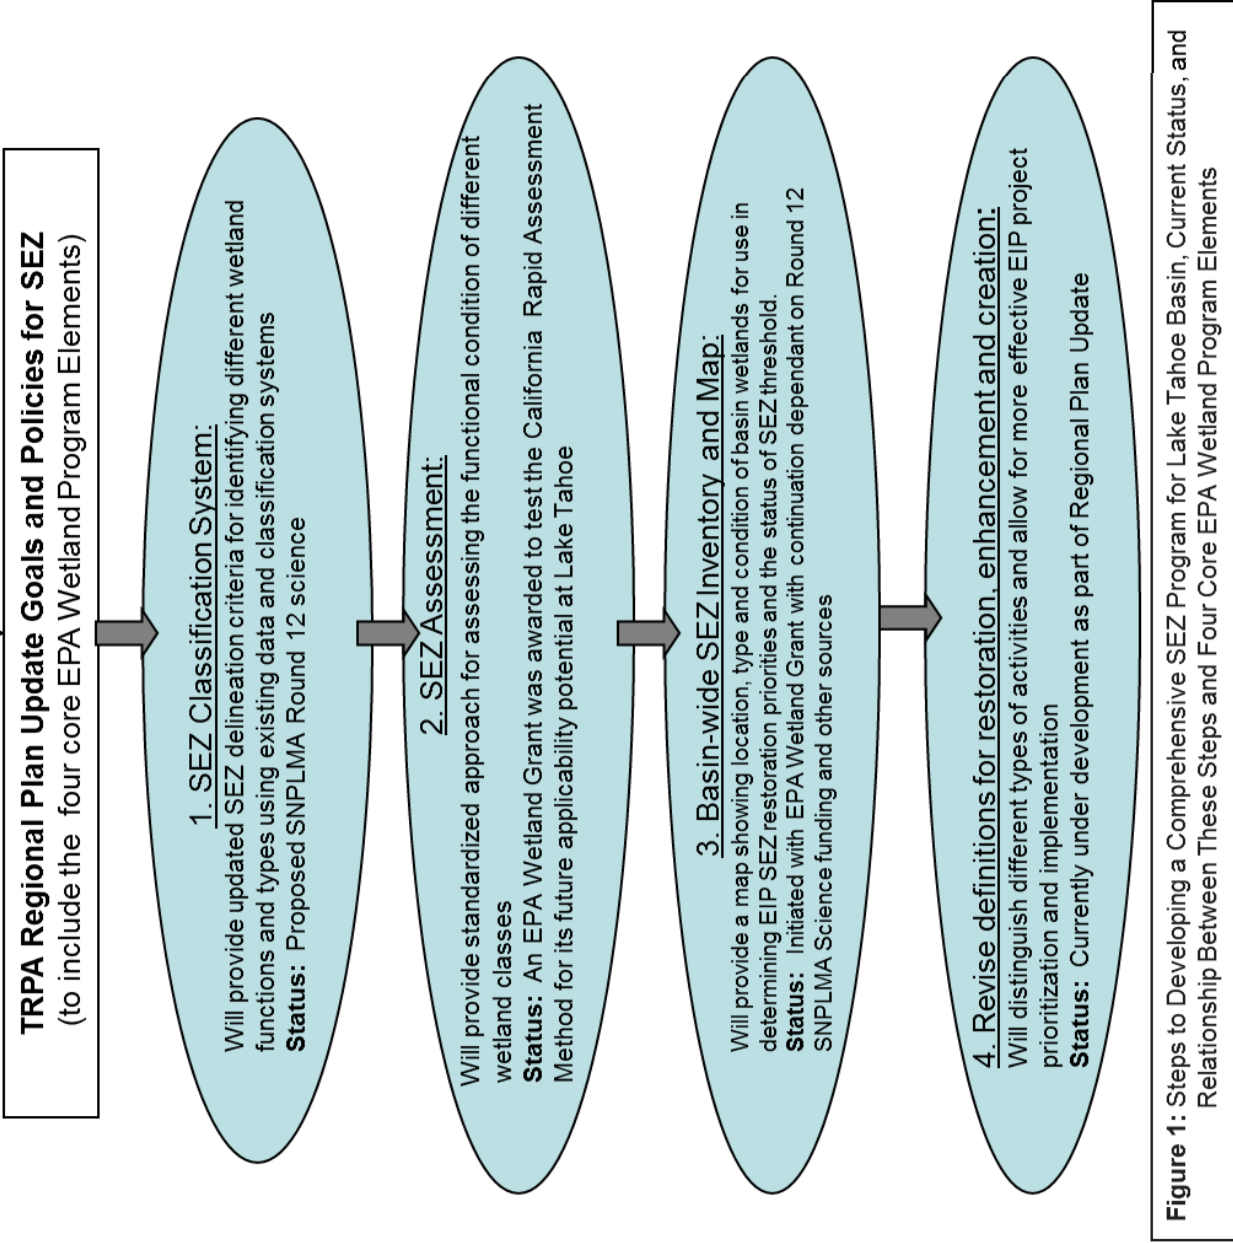 TRPA Regional Plan Update Goals and Policies for SEZ
(to include the four core EPA Wetland Program Elements)
1. SEZ Classification System:
Will provide updated SEZ delineation criteria for identifying different wetland
functions and types using existing data and classification systems
Status: Proposed SNPLMA Round 12 science
2. SEZ Assessment:
Will provide standardized approach for assessing the functional condition of different
wetland classes
Status: An EPA Wetland Grant was awarded to test the California Rapid Assessment
Method for its future applicability potential at Lake Tahoe
3. Basin-wide SEZ Inventory and Map:
Will provide a map showing location, type and condition of basin wetlands for use in
determining EIP SEZ restoration priorities and the status of SEZ threshold.
Status: Initiated with EPA Wetland Grant with continuation dependant on Round 12
SNPLMA Science funding and other sources
4. Revise definitions for restoration, enhancement and creation:
Will distinguish different types of activities and allow for more effective EIP project
prioritization and implementation
Status: Currently under development as part of Regional Plan Update
Figure 1: Steps to Developing a Comprehensive SEZ Program for Lake Tahoe Basin, Current Status, and
Relationship Between These Steps and Four Core EPA Wetland Program Elements